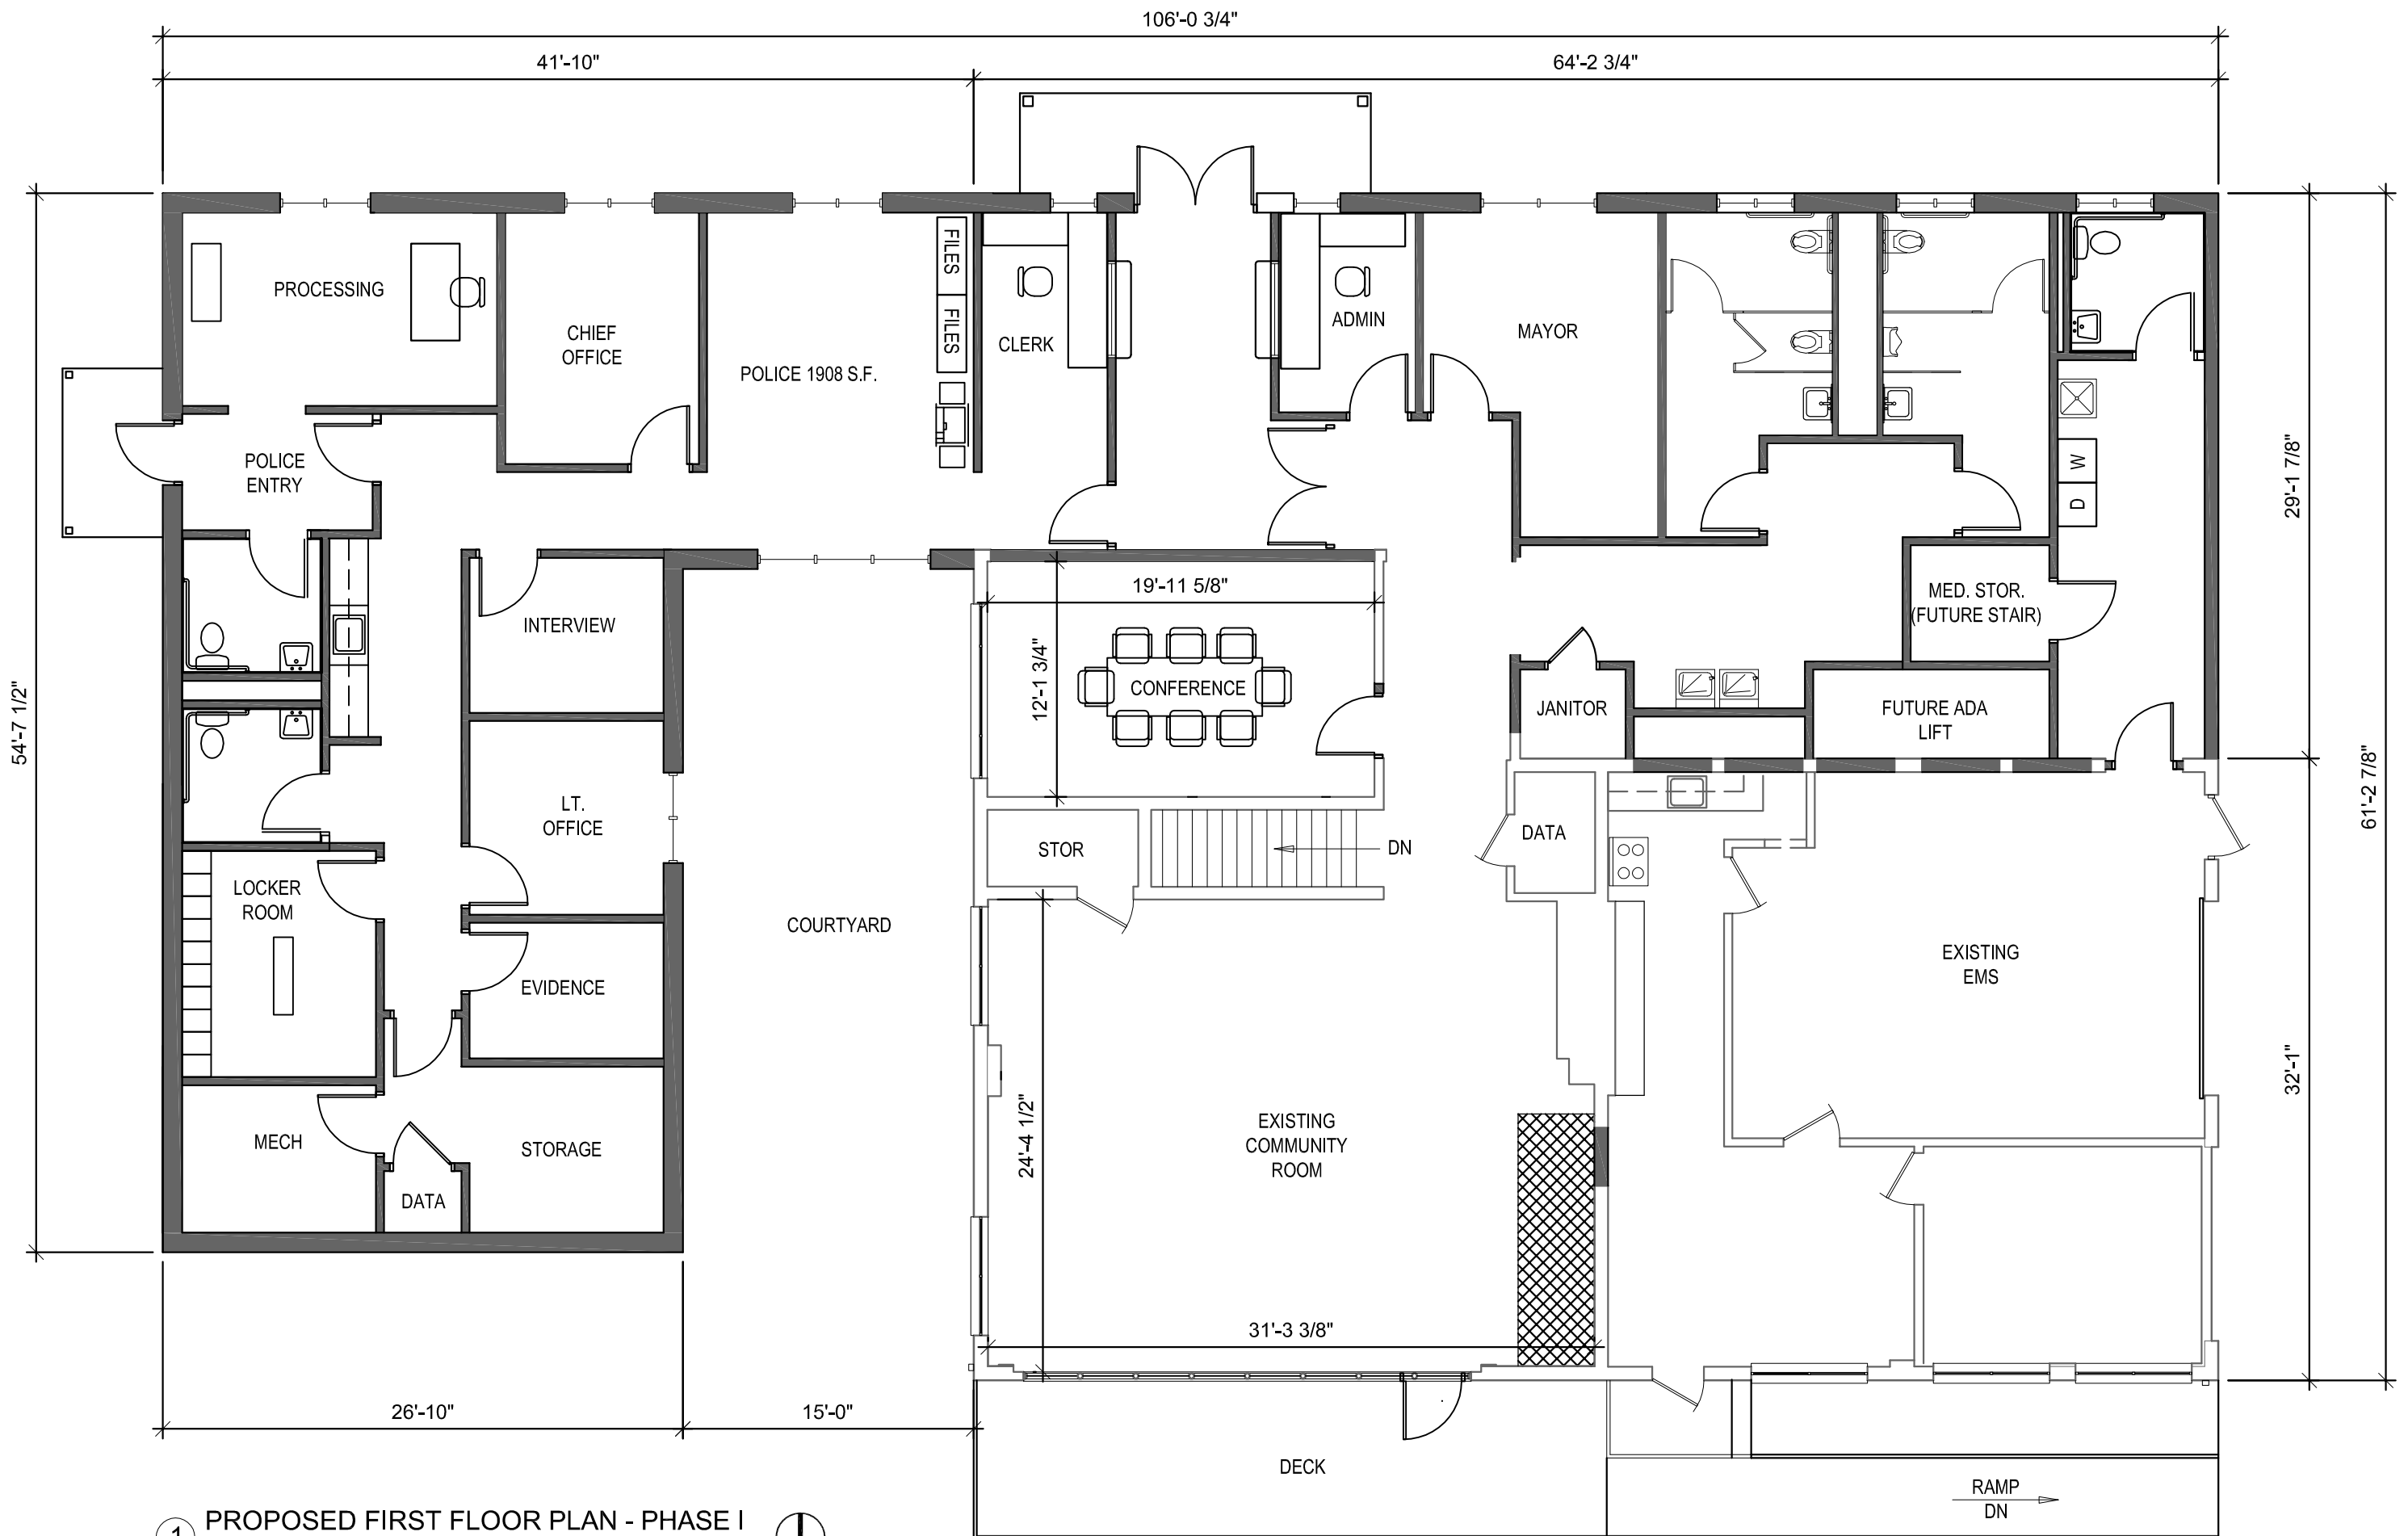 106'-0 3/4"
41'-10"
64'-2 3/4"
FILES
FILES
PROCESSING
CHIEF
OFFICE
POLICE 1908 S.F.
CLERK
ADMIN
MAYOR
POLICE
ENTRY
W
D
29'-1 7/8"
61'-2 7/8"
54'-7 1/2"
INTERVIEW
19'-11 5/8"
12'-1 3/4"
CONFERENCE
MED. STOR.
(FUTURE STAIR)
JANITOR
FUTURE ADA
LIFT
LT.
OFFICE
STOR
DN
DATA
LOCKER
ROOM
COURTYARD
EVIDENCE
EXISTING
EMS
32'-1"
24'-4 1/2"
EXISTING
COMMUNITY
ROOM
MECH
STORAGE
DATA
31'-3 3/8"
26'-10"
15'-0"
DECK
RAMP
DN
1
PROPOSED FIRST FLOOR PLAN - PHASE I